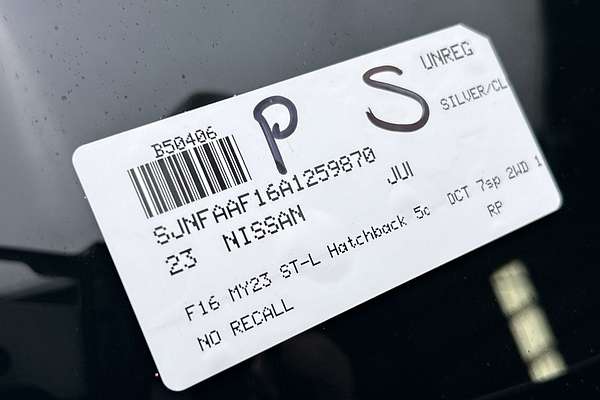 UNREG
P S
SILVER/CL
B50406
SJNFAAF16A1259870
23 NISSAN JUI
F16 MY23 ST-L Hatchback 5d DCT 7sp 2WD 1
NO RECALL RP